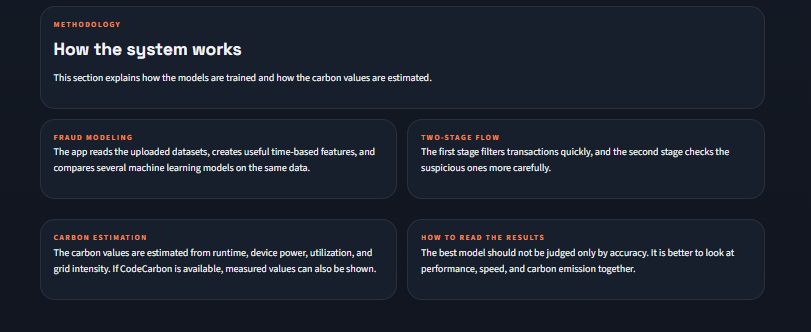 METHODOLOGY
How the system works
This section explains how the models are trained and how the carbon values are estimated.
FRAUD MODELING
The app reads the uploaded datasets, creates useful time-based features, and
compares several machine learning models on the same data.
TWO-STAGE FLOW
The first stage filters transactions quickly, and the second stage checks the
suspicious ones more carefully.
CARBON ESTIMATION
The carbon values are estimated from runtime, device power, utilization, and
grid intensity. If CodeCarbon is available, measured values can also be shown.
HOW TO READ THE RESULTS
The best model should not be judged only by accuracy. It is better to look at
performance, speed, and carbon emission together.